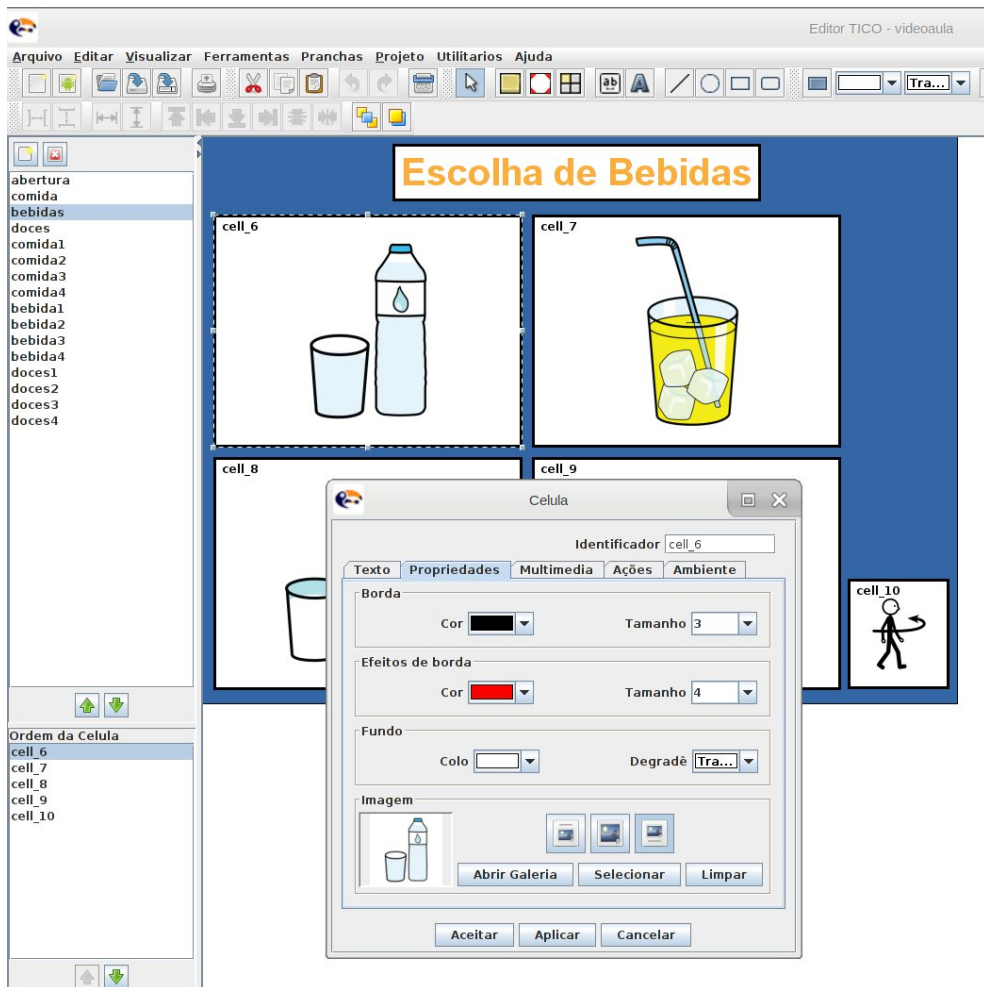 Editor TICO - videoaula
Arquivo Editar Visualizar Ferramentas Pranchas Projeto Utilitarios Ajuda
ab A Tra...
abertura
comida
bebidas
doces
comida1
comida2
comida3
comida4
bebida1
bebida2
bebida3
bebida4
doces1
doces2
doces3
doces4
Ordem da Celula
cell_6
cell_7
cell_8
cell_9
cell_10
Escolha de Bebidas
cell_6
cell_7
cell_8
cell_9
cell_10
Celula
Identificador cell_6
Texto Propriedades Multimedia Ações Ambiente
Borda
Cor Tamanho 3
Efeitos de borda
Cor Tamanho 4
Fundo
Colo Degradê Tra...
Imagem
Abrir Galeria Selecionar Limpar
Aceitar Aplicar Cancelar